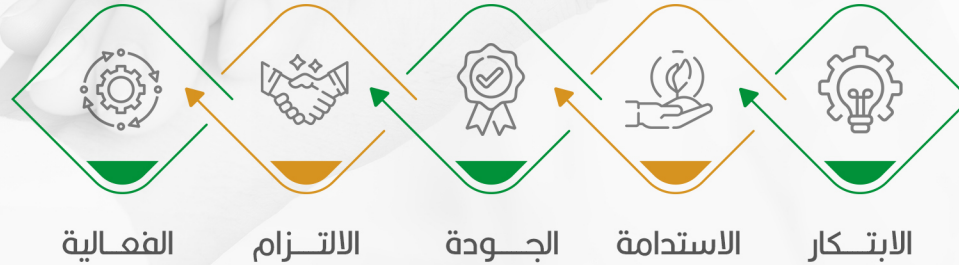 الابتكار
الاستدامة
الجودة
الالتزام
الفعالية